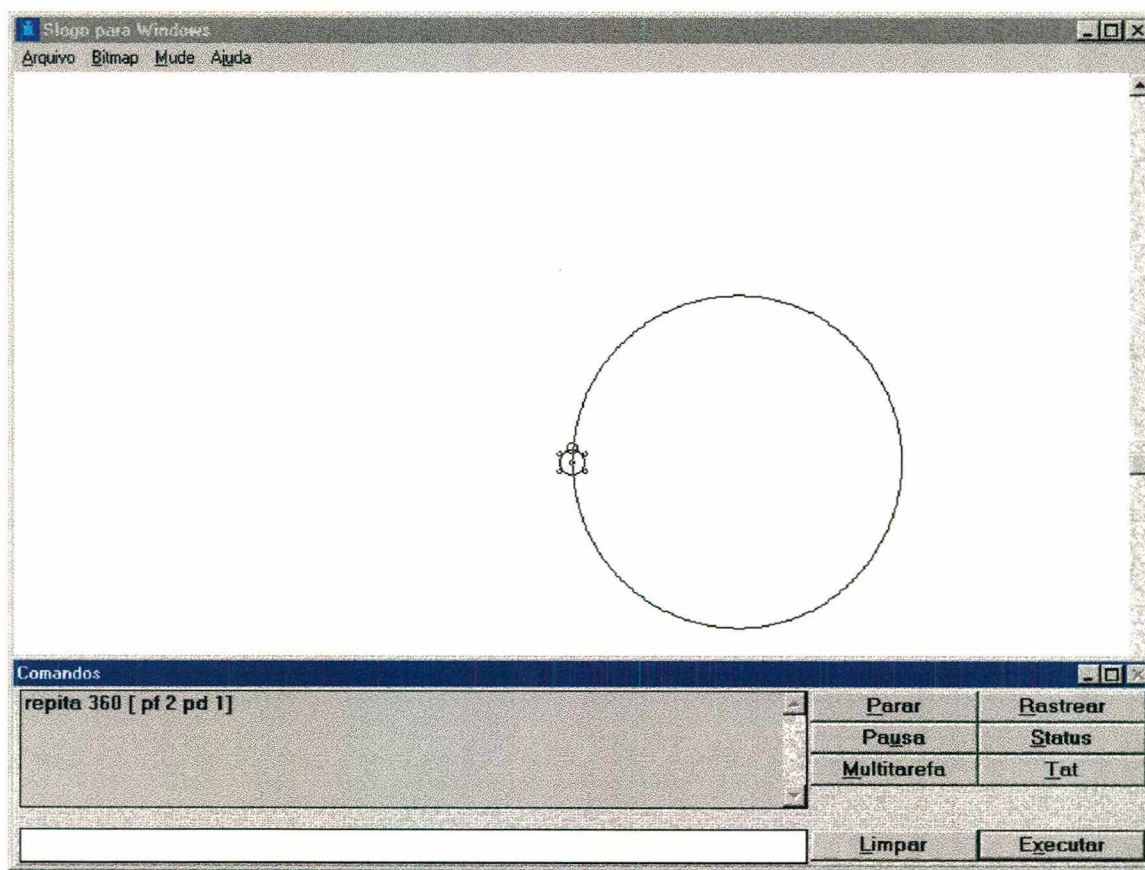 Slogo para Windows
Arquivo Bitmap Mude Ajuda
Comandos
repita 360 [ pf 2 pd 1]
Parar Rastrear
Pausa Status
Multitarefa Tat
Limpar Executar